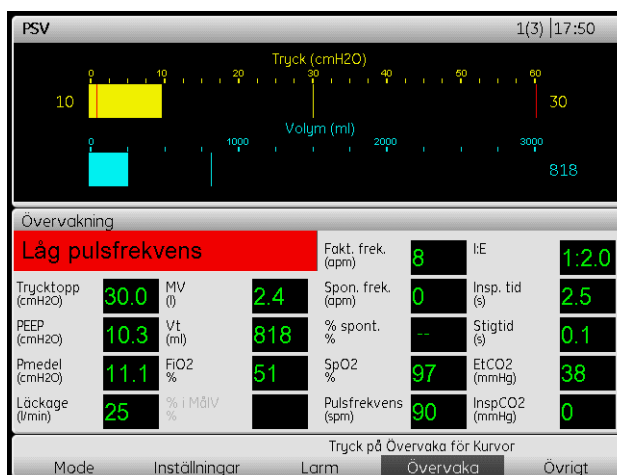 PSV 1(3) |17:50
Tryck (cmH2O)
0 10 20 30 40 50 60
10 30
Volym (ml)
0 1000 2000 3000
818
Övervakning
Låg pulsfrekvens
Fakt. frek. (apm) 8
I:E 1:2.0
Trycktopp (cmH2O) 30.0
MV (l) 2.4
Spon. frek. (apm) 0
Insp. tid (s) 2.5
PEEP (cmH2O) 10.3
Vt (ml) 818
% spont. % --
Stigtid (s) 0.1
Pmedel (cmH2O) 11.1
FiO2 % 51
SpO2 % 97
EtCO2 (mmHg) 38
Läckage (l/min) 25
% i MålV %
Pulsfrekvens (spm) 90
InspCO2 (mmHg) 0
Tryck på Övervaka för Kurvor
Mode Inställningar Larm Övervaka Övrigt